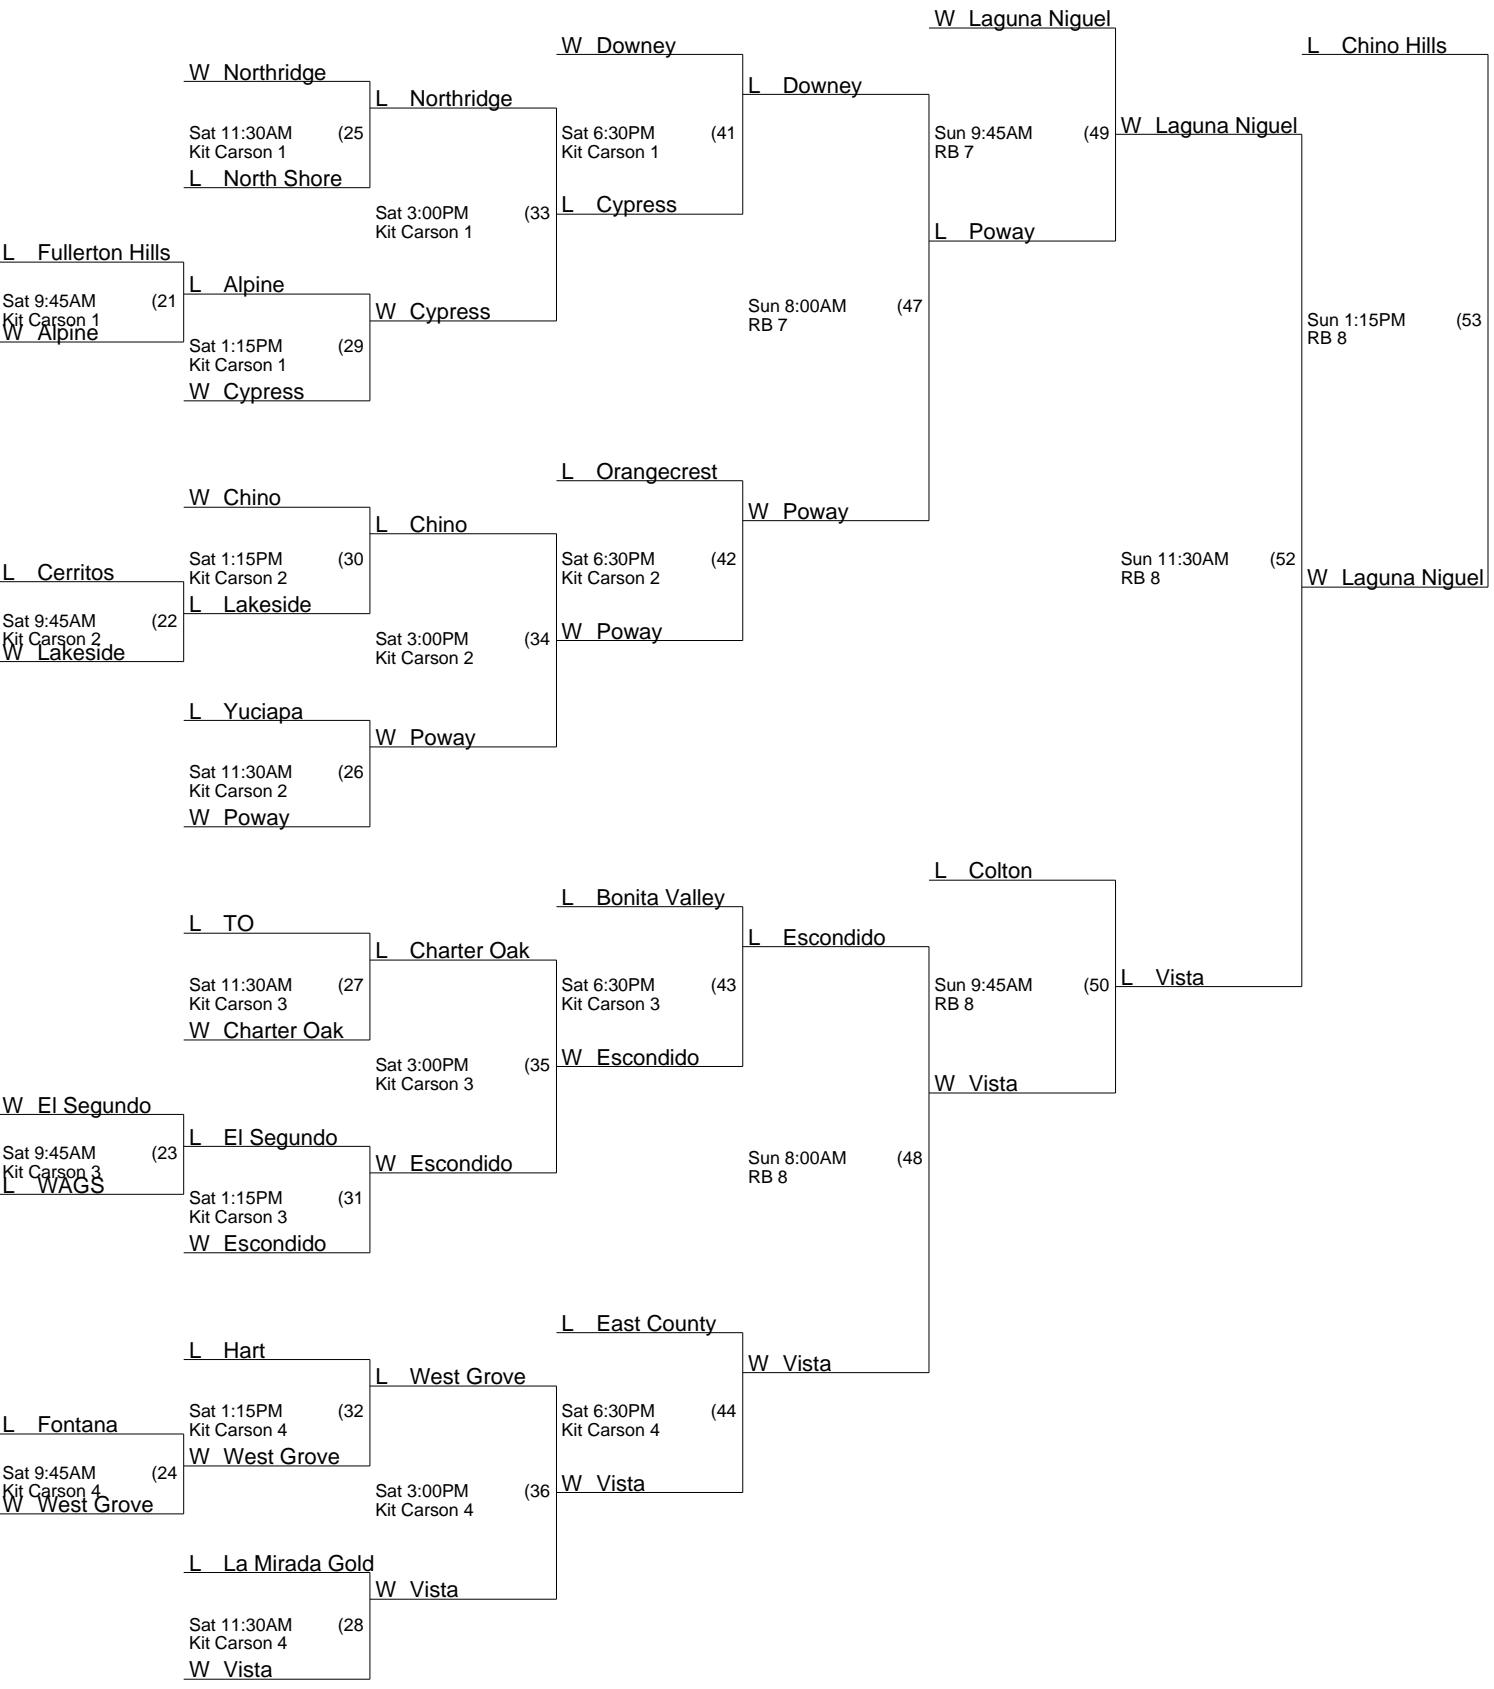 W Laguna Niguel
W Downey
L Chino Hills
W Northridge
L Downey
L Northridge
Sat 11:30AM (25
Kit Carson 1
Sat 6:30PM (41
Kit Carson 1
Sun 9:45AM (49
RB 7
W Laguna Niguel
L North Shore
Sat 3:00PM (33
Kit Carson 1
L Cypress
L Poway
L Fullerton Hills
Sat 9:45AM (21
Kit Carson 1
W Alpine
L Alpine
W Cypress
Sun 8:00AM (47
RB 7
Sun 1:15PM (53
RB 8
Sat 1:15PM (29
Kit Carson 1
W Cypress
L Orangecrest
W Chino
L Chino
W Poway
Sat 1:15PM (30
Kit Carson 2
Sat 6:30PM (42
Kit Carson 2
Sun 11:30AM (52
RB 8
W Laguna Niguel
L Cerritos
Sat 9:45AM (22
Kit Carson 2
W Lakeside
L Lakeside
Sat 3:00PM (34
Kit Carson 2
W Poway
L Yuciapa
W Poway
Sat 11:30AM (26
Kit Carson 2
W Poway
L Colton
L Bonita Valley
L TO
L Charter Oak
L Escondido
Sat 11:30AM (27
Kit Carson 3
Sat 6:30PM (43
Kit Carson 3
Sun 9:45AM (50
RB 8
L Vista
W Charter Oak
Sat 3:00PM (35
Kit Carson 3
W Escondido
W Vista
W El Segundo
Sat 9:45AM (23
Kit Carson 3
L WAGS
L El Segundo
W Escondido
Sun 8:00AM (48
RB 8
Sat 1:15PM (31
Kit Carson 3
W Escondido
L East County
L Hart
L West Grove
W Vista
Sat 1:15PM (32
Kit Carson 4
Sat 6:30PM (44
Kit Carson 4
L Fontana
Sat 9:45AM (24
Kit Carson 4
W West Grove
W West Grove
Sat 3:00PM (36
Kit Carson 4
W Vista
L La Mirada Gold
W Vista
Sat 11:30AM (28
Kit Carson 4
W Vista